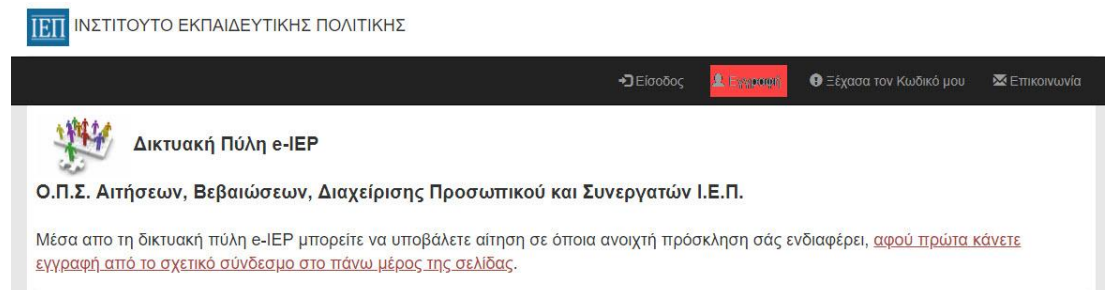 ΙΕΠ ΙΝΣΤΙΤΟΥΤΟ ΕΚΠΑΙΔΕΥΤΙΚΗΣ ΠΟΛΙΤΙΚΗΣ
Είσοδος Εγγραφή Ξέχασα τον Κωδικό μου Επικοινωνία
Δικτυακή Πύλη e-IEP
Ο.Π.Σ. Αιτήσεων, Βεβαιώσεων, Διαχείρισης Προσωπικού και Συνεργατών Ι.Ε.Π.
Μέσα απο τη δικτυακή πύλη e-IEP μπορείτε να υποβάλετε αίτηση σε όποια ανοιχτή πρόσκληση σάς ενδιαφέρει, αφού πρώτα κάνετε
εγγραφή από το σχετικό σύνδεσμο στο πάνω μέρος της σελίδας.